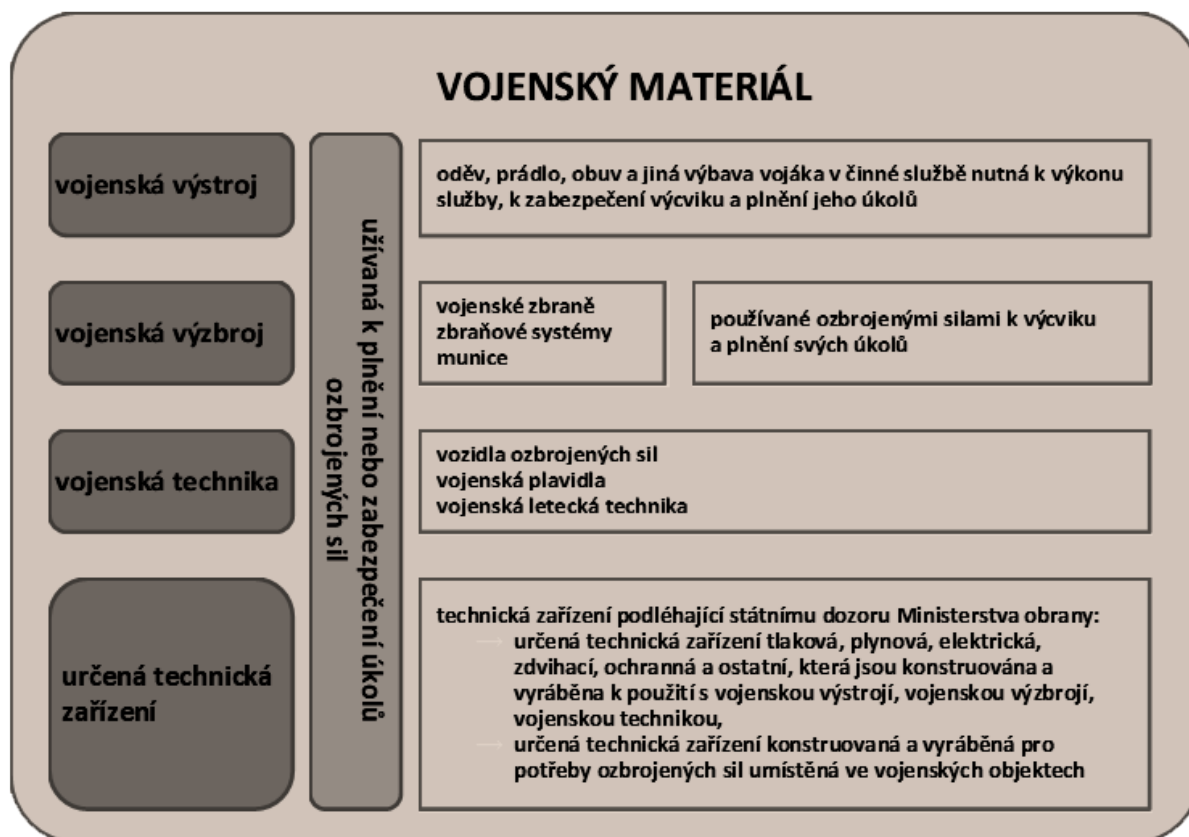 VOJENSKÝ MATERIÁL
vojenská výstroj
užívaná k plnění nebo zabezpečení úkolů
ozbrojených sil
oděv, prádlo, obuv a jiná výbava vojáka v činné službě nutná k výkonu
služby, k zabezpečení výcviku a plnění jeho úkolů
vojenská výzbroj
vojenské zbraně
zbraňové systémy
munice
používané ozbrojenými silami k výcviku
a plnění svých úkolů
vojenská technika
vozidla ozbrojených sil
vojenská plavidla
vojenská letecká technika
určená technická
zařízení
technická zařízení podléhající státnímu dozoru Ministerstva obrany:
→ určená technická zařízení tlaková, plynová, elektrická,
zdvihací, ochranná a ostatní, která jsou konstruována a
vyráběna k použití s vojenskou výstrojí, vojenskou výzbrojí,
vojenskou technikou,
→ určená technická zařízení konstruovaná a vyráběná pro
potřeby ozbrojených sil umístěná ve vojenských objektech